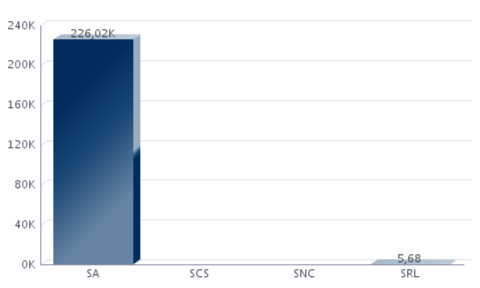 240K
226,02K
200K
160K
120K
80K
40K
0K
5,68
SA SCS SNC SRL